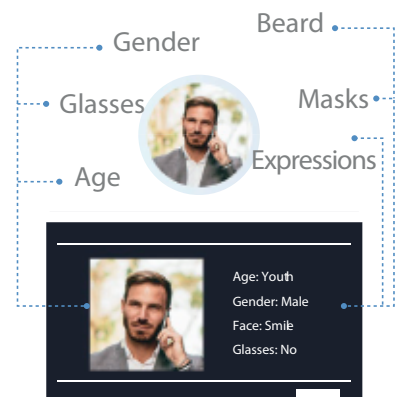 Beard
Gender
Glasses
Masks
Expressions
Age
Age: Youth
Gender: Male
Face: Smile
Glasses: No